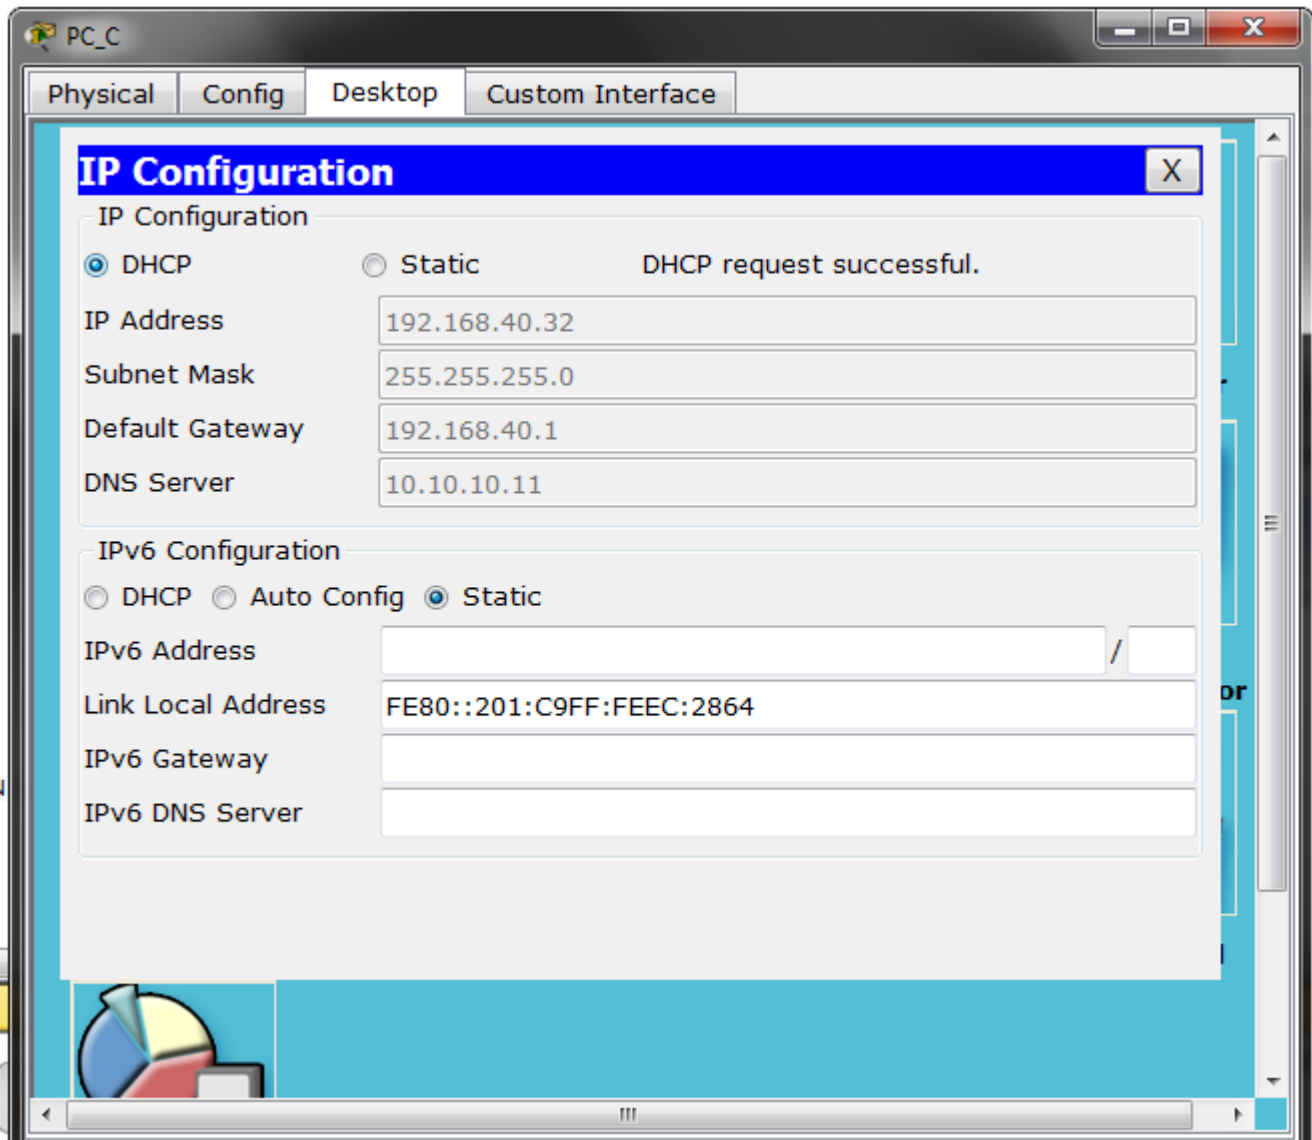 PC_C
Physical Config Desktop Custom Interface
IP Configuration X
IP Configuration
DHCP Static DHCP request successful.
IP Address 192.168.40.32
Subnet Mask 255.255.255.0
Default Gateway 192.168.40.1
DNS Server 10.10.10.11
IPv6 Configuration
DHCP Auto Config Static
IPv6 Address /
Link Local Address FE80::201:C9FF:FEEC:2864
or
IPv6 Gateway
IPv6 DNS Server